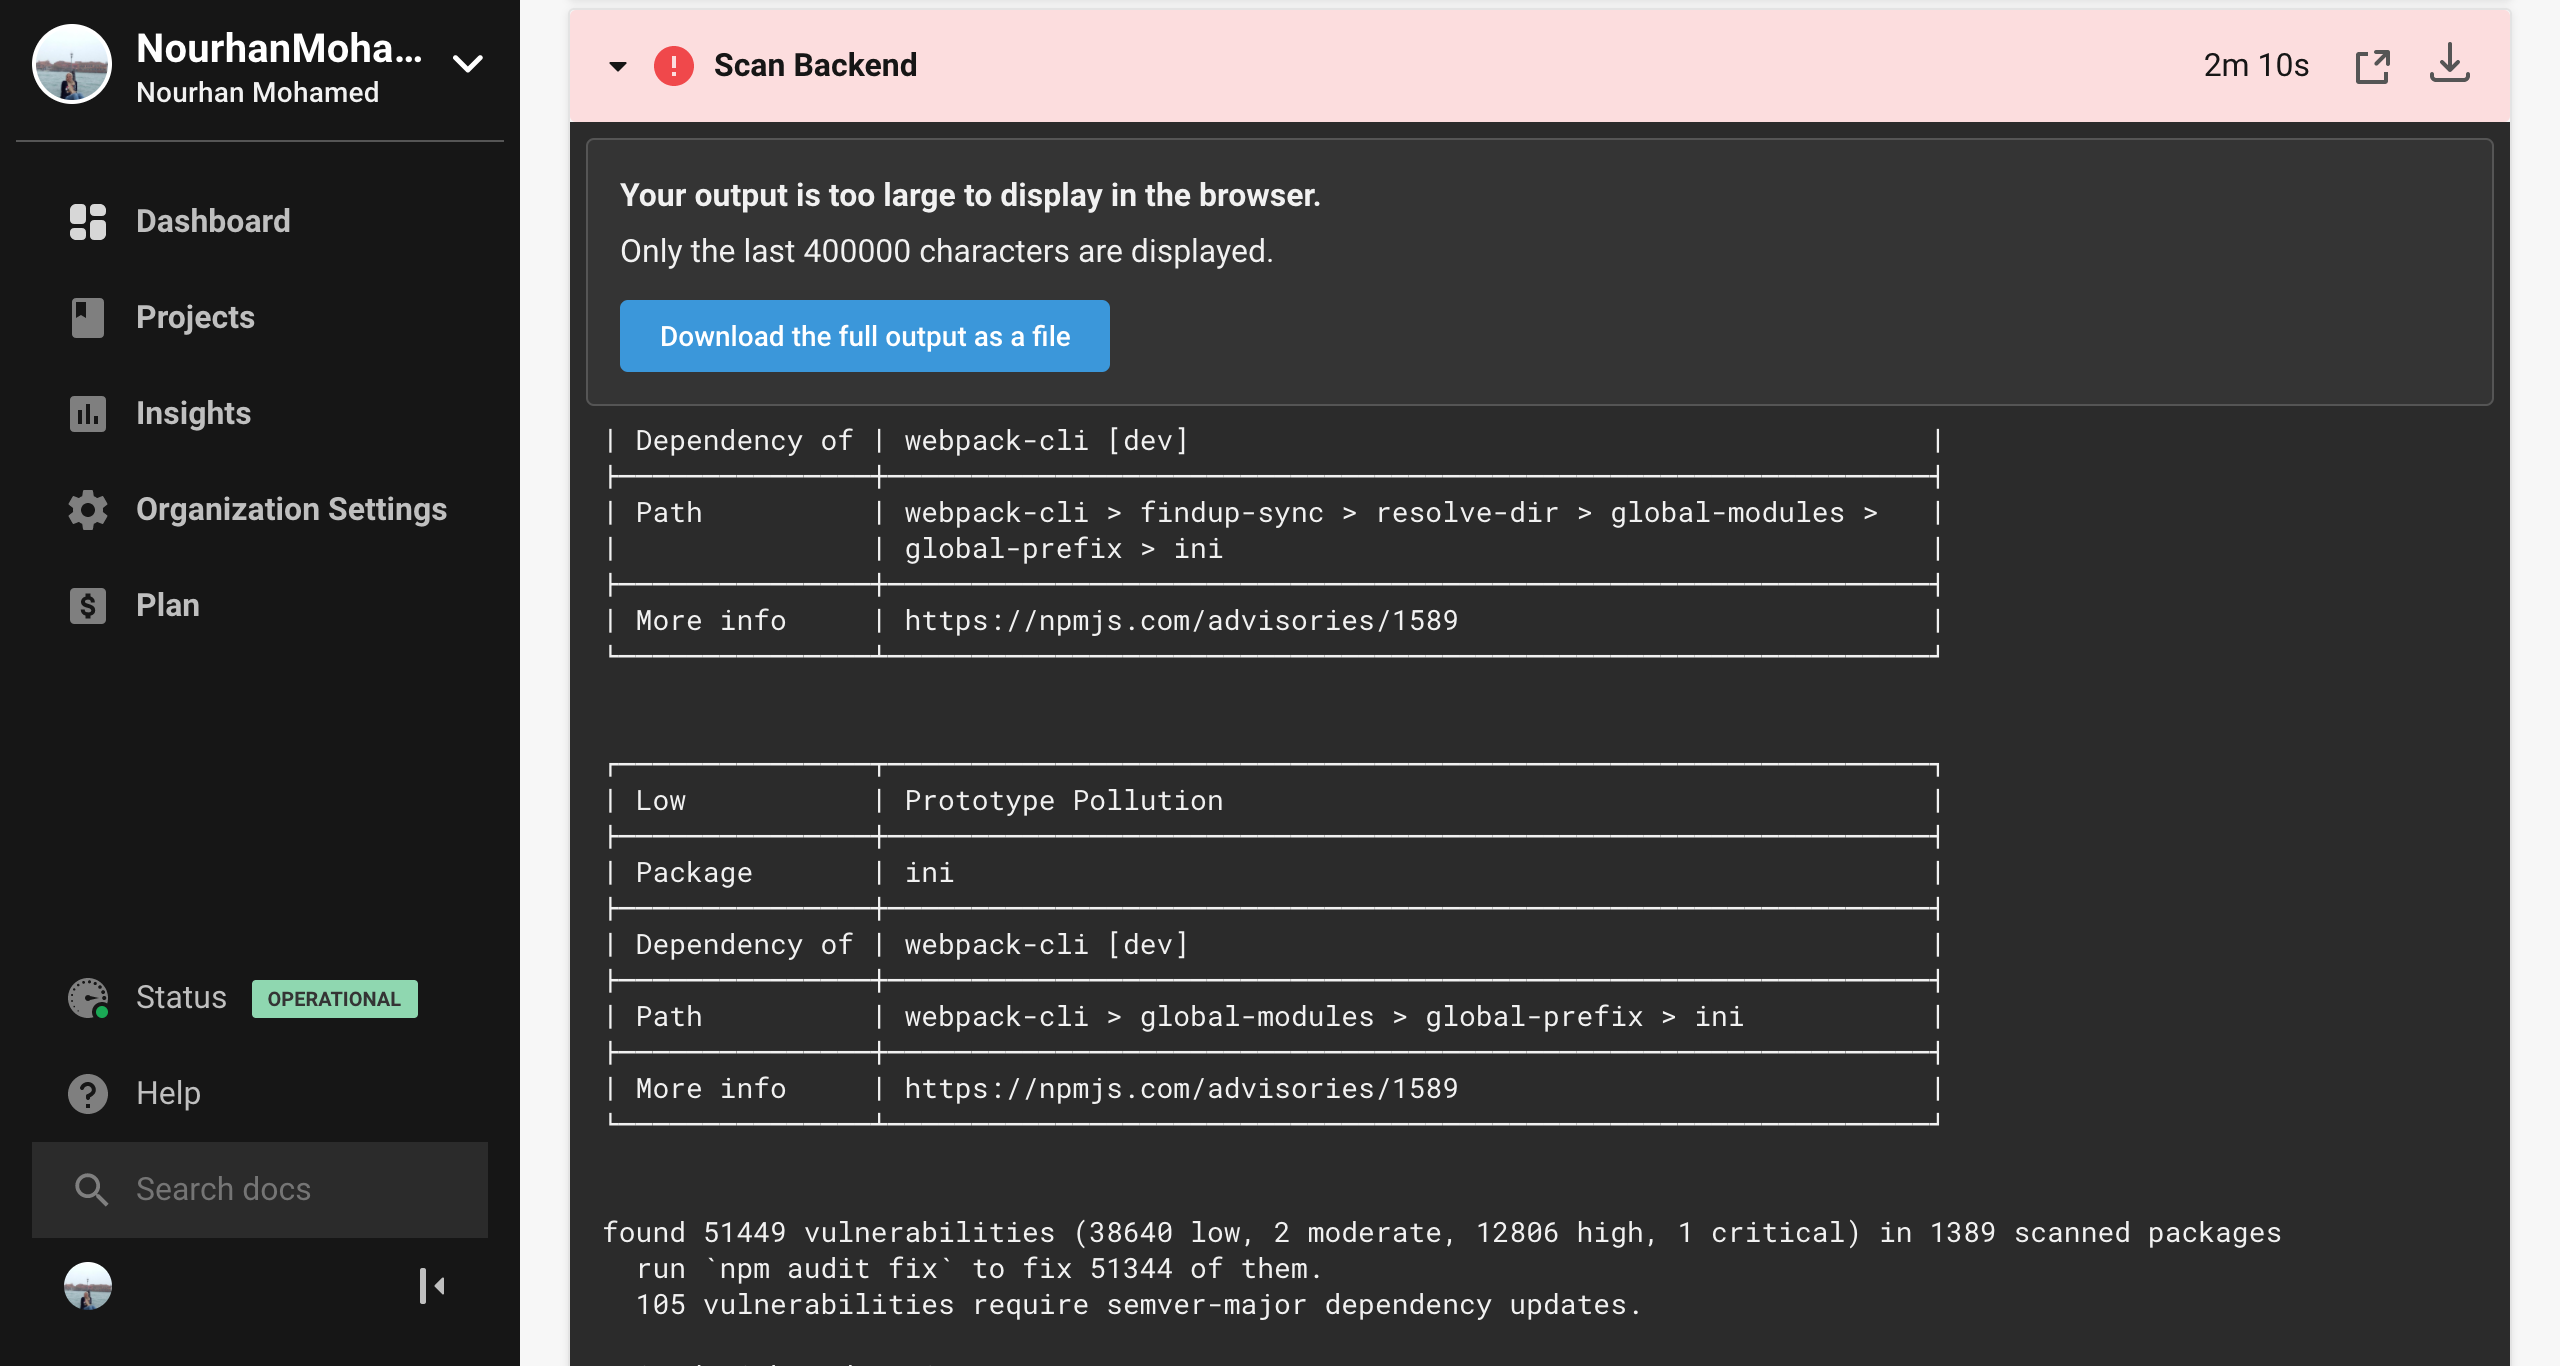 NourhanMoha...
Nourhan Mohamed
Dashboard
Projects
Insights
Organization Settings
Plan
Status OPERATIONAL
Help
Search docs
Scan Backend 2m 10s
Your output is too large to display in the browser.
Only the last 400000 characters are displayed.
Download the full output as a file
| Dependency of | webpack-cli [dev] |
| Path | webpack-cli > findup-sync > resolve-dir > global-modules > |
| | global-prefix > ini |
| More info | https://npmjs.com/advisories/1589 |
| Low | Prototype Pollution |
| Package | ini |
| Dependency of | webpack-cli [dev] |
| Path | webpack-cli > global-modules > global-prefix > ini |
| More info | https://npmjs.com/advisories/1589 |
found 51449 vulnerabilities (38640 low, 2 moderate, 12806 high, 1 critical) in 1389 scanned packages
run `npm audit fix` to fix 51344 of them.
105 vulnerabilities require semver-major dependency updates.